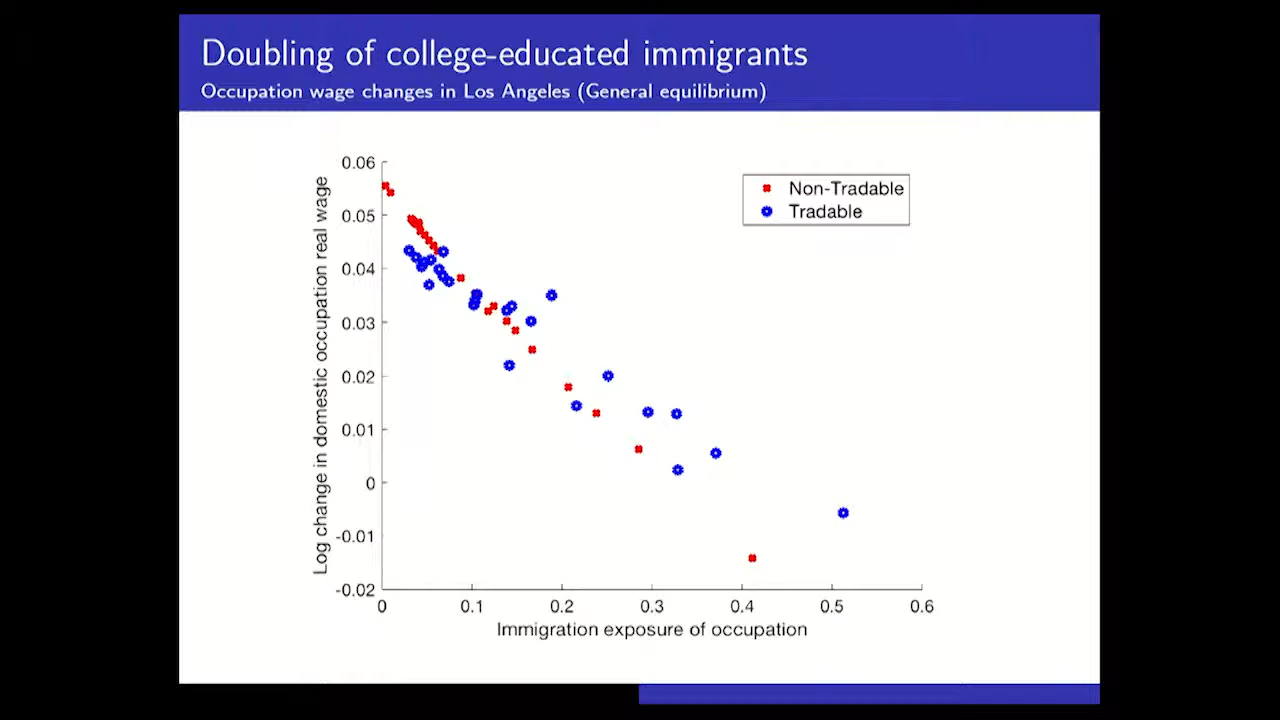 Doubling of college-educated immigrants
Occupation wage changes in Los Angeles (General equilibrium)
Log change in domestic occupation real wage
0.06
0.05
0.04
0.03
0.02
0.01
0
-0.01
-0.02
Non-Tradable
Tradable
0 0.1 0.2 0.3 0.4 0.5 0.6
Immigration exposure of occupation